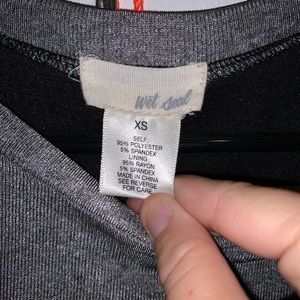 wet seal
XS
SELF:
95% POLYESTER
5% SPANDEX
LINING
95% RAYON
5% SPANDEX
MADE IN CHINA
SEE REVERSE
FOR CARE